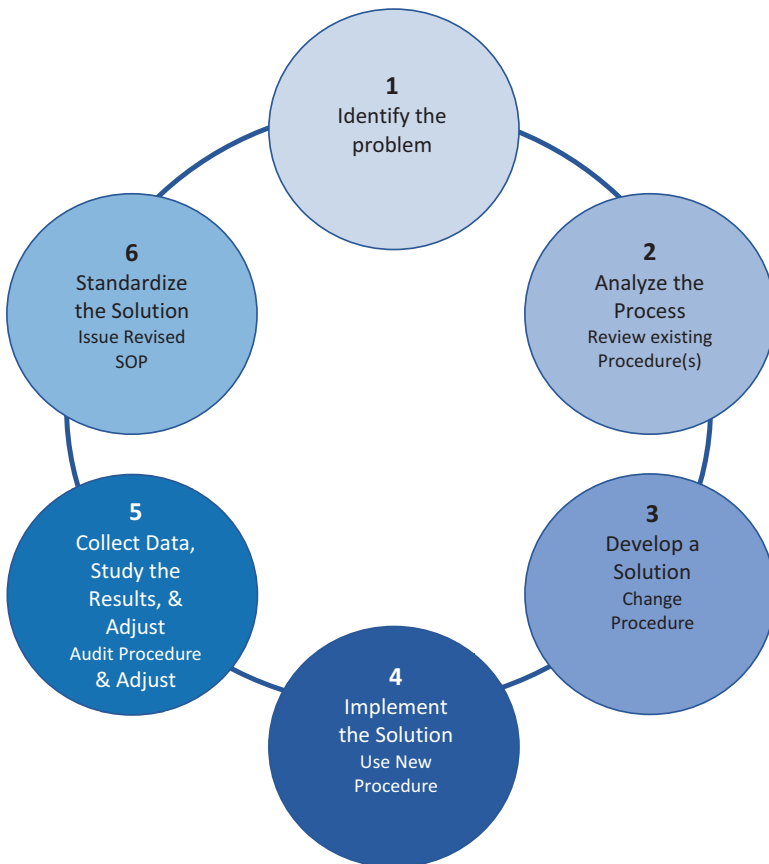 1
Identify the
problem
2
Analyze the
Process
Review existing
Procedure(s)
3
Develop a
Solution
Change
Procedure
4
Implement
the Solution
Use New
Procedure
5
Collect Data,
Study the
Results, &
Adjust
Audit Procedure
& Adjust
6
Standardize
the Solution
Issue Revised
SOP